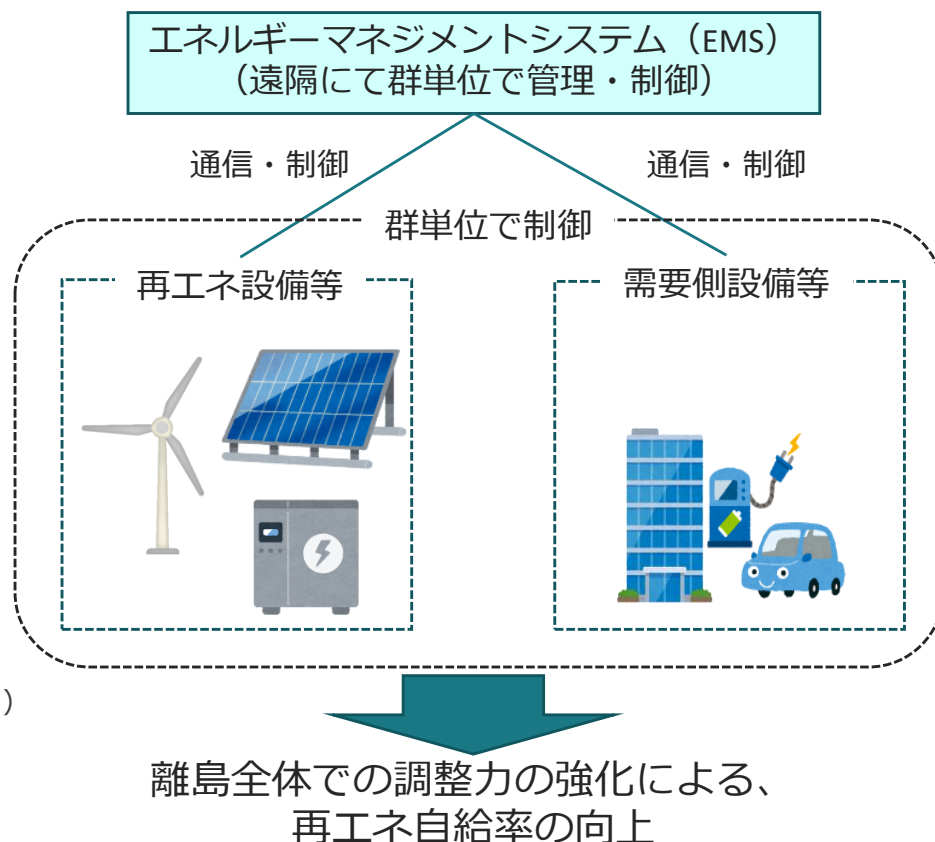 エネルギーマネジメントシステム（EMS）
（遠隔にて群単位で管理・制御）
通信・制御
通信・制御
群単位で制御
再エネ設備等
需要側設備等
）
離島全体での調整力の強化による、
再エネ自給率の向上